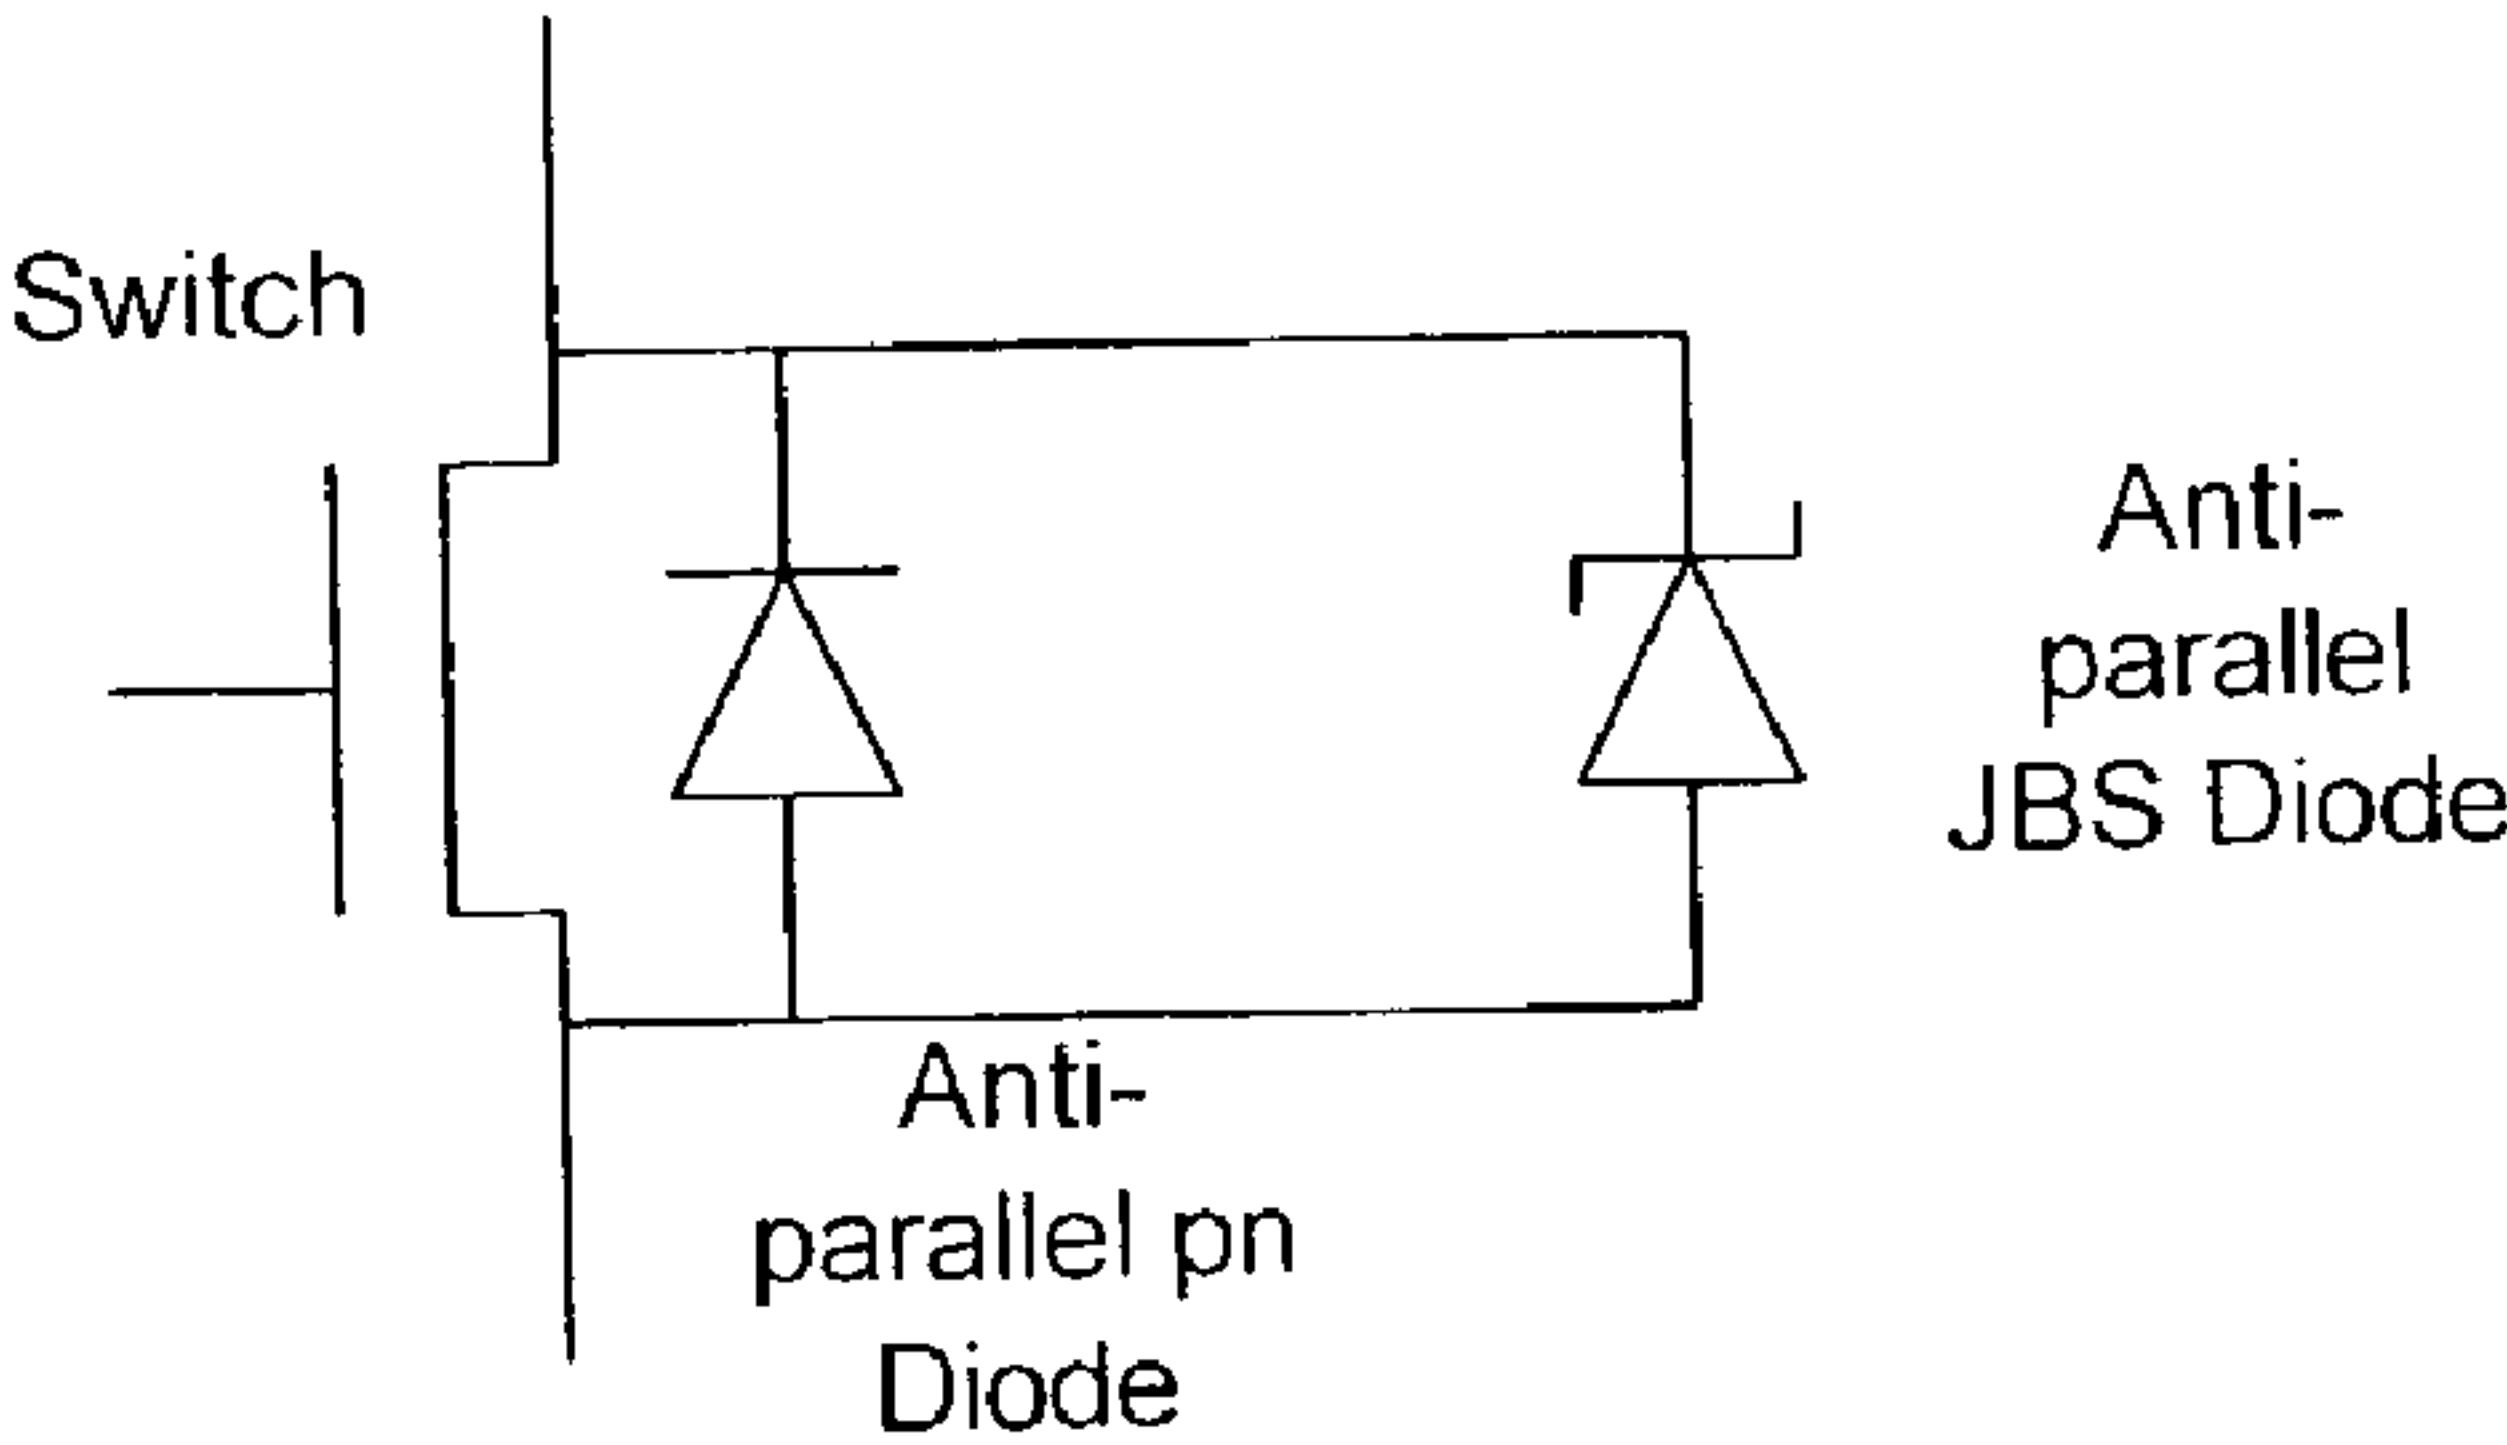 Switch
Anti-
parallel
JBS Diode
Anti-
parallel pn
Diode